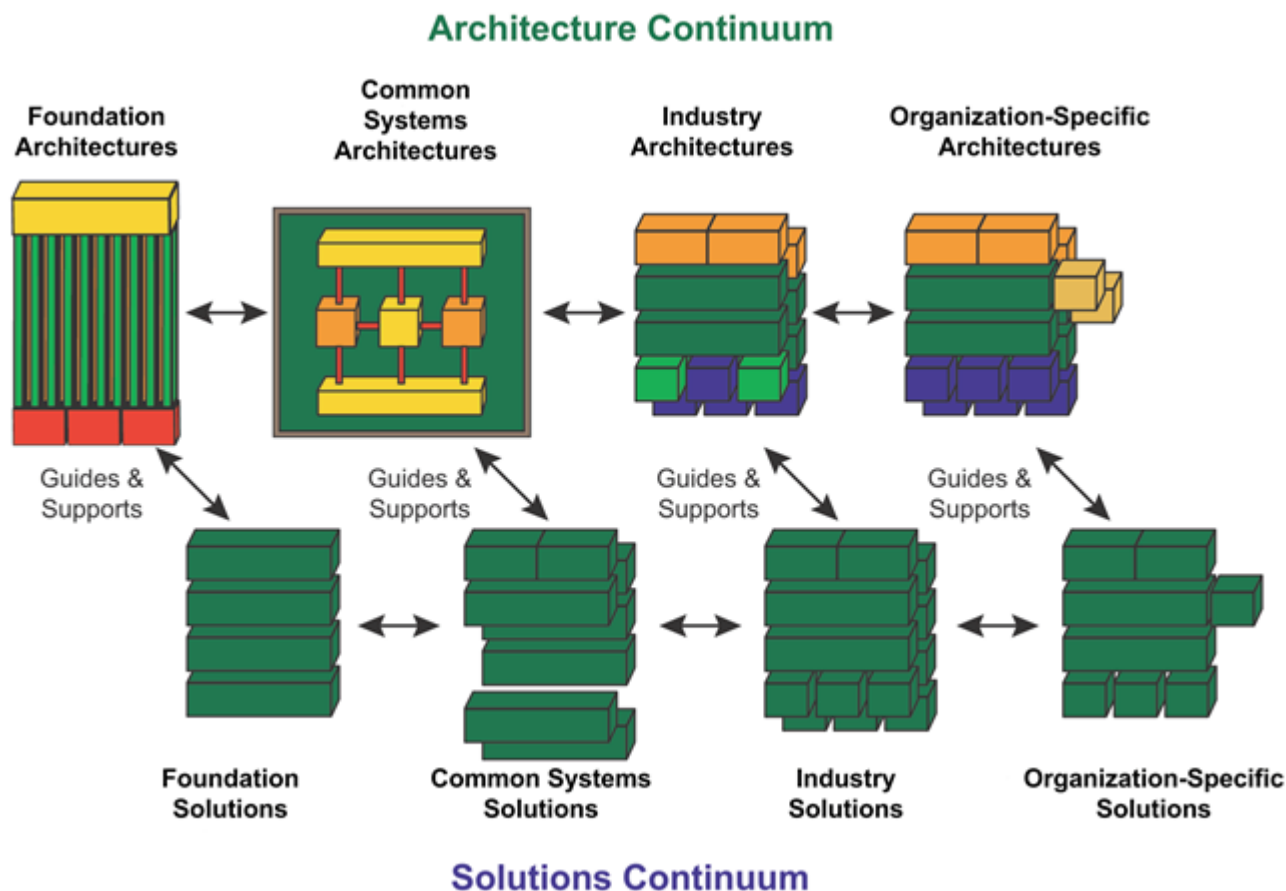 Architecture Continuum
Foundation
Architectures
Common
Systems
Architectures
Industry
Architectures
Organization-Specific
Architectures
Guides &
Supports
Guides &
Supports
Guides &
Supports
Guides &
Supports
Foundation
Solutions
Common Systems
Solutions
Industry
Solutions
Organization-Specific
Solutions
Solutions Continuum